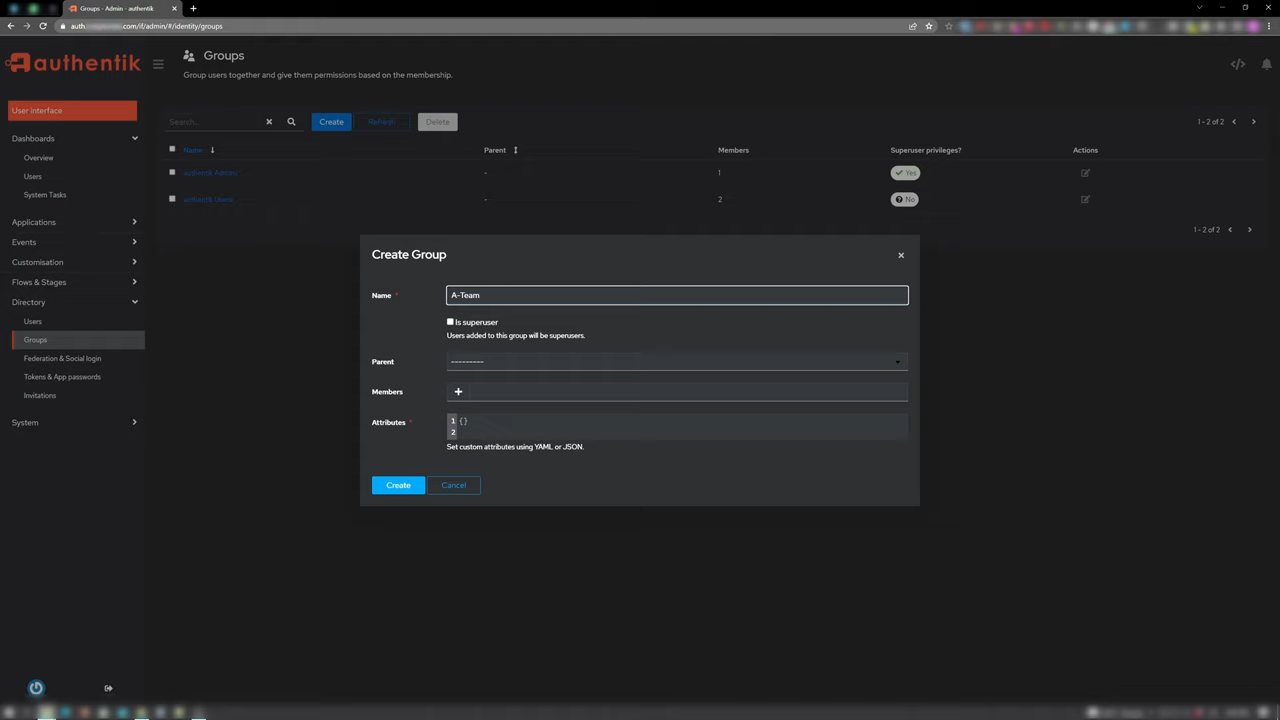 Groups - Admin - authentik
.com/if/admin/#/identity/groups
authentik
Groups
Group users together and give them permissions based on the membership.
User interface
Dashboards
Overview
Users
System Tasks
Applications
Events
Customisation
Flows & Stages
Directory
Users
Groups
Federation & Social login
Tokens & App passwords
Invitations
System
Search...
Create
Refresh
Delete
1 - 2 of 2
Name
Parent
Members
Superuser privileges?
Actions
authentik Admins
-
1
Yes
authentik Users
-
2
No
1 - 2 of 2
Create Group
Name *
A-Team
Is superuser
Users added to this group will be superusers.
Parent
---------
Members
Attributes *
1 {}
2
Set custom attributes using YAML or JSON.
Create
Cancel